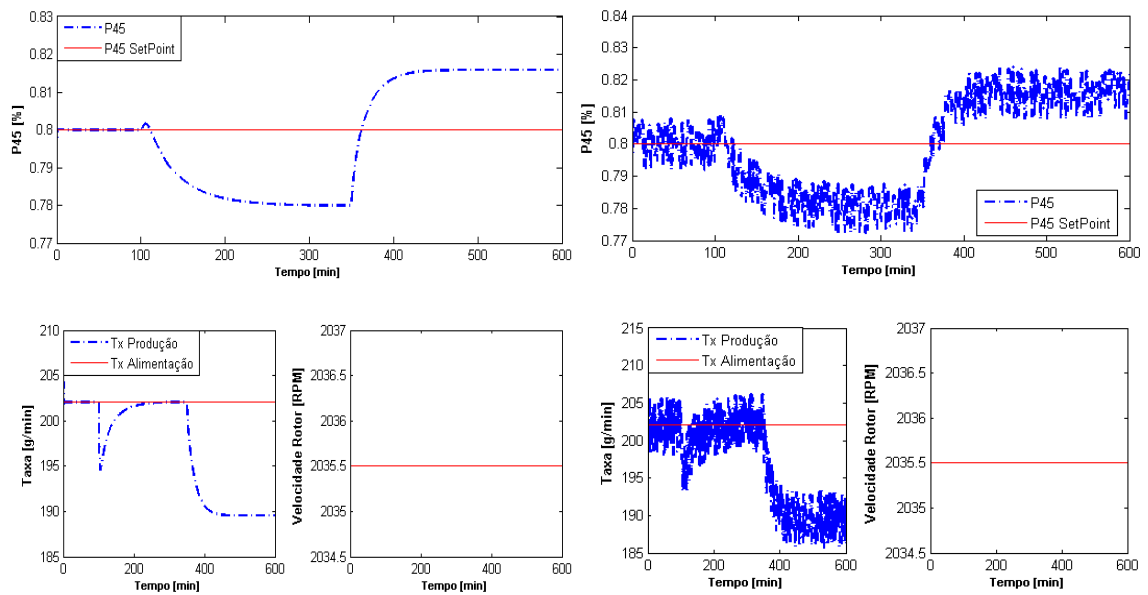 0.83
0.82
0.81
0.8
0.79
0.78
0.77
P45 [%]
P45
P45 SetPoint
0 100 200 300 400 500 600
Tempo [min]
0.84
0.83
0.82
0.81
0.8
0.79
0.78
0.77
P45 [%]
P45
P45 SetPoint
0 100 200 300 400 500 600
Tempo [min]
210
205
200
195
190
185
Taxa [g/min]
Tx Produção
Tx Alimentação
0 200 400 600
Tempo [min]
2037
2036.5
2036
2035.5
2035
2034.5
Velocidade Rotor [RPM]
0 200 400 600
Tempo [min]
215
210
205
200
195
190
185
Taxa [g/min]
Tx Produção
Tx Alimentação
0 200 400 600
Tempo [min]
2037
2036.5
2036
2035.5
2035
2034.5
Velocidade Rotor [RPM]
0 200 400 600
Tempo [min]